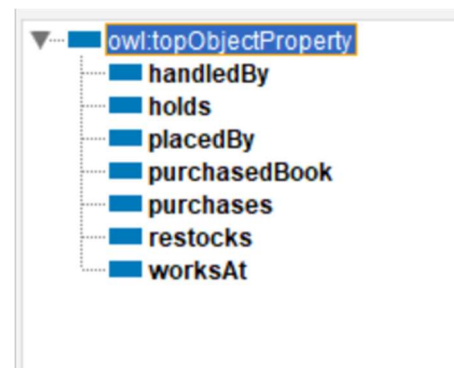 owl:topObjectProperty
handledBy
holds
placedBy
purchasedBook
purchases
restocks
worksAt